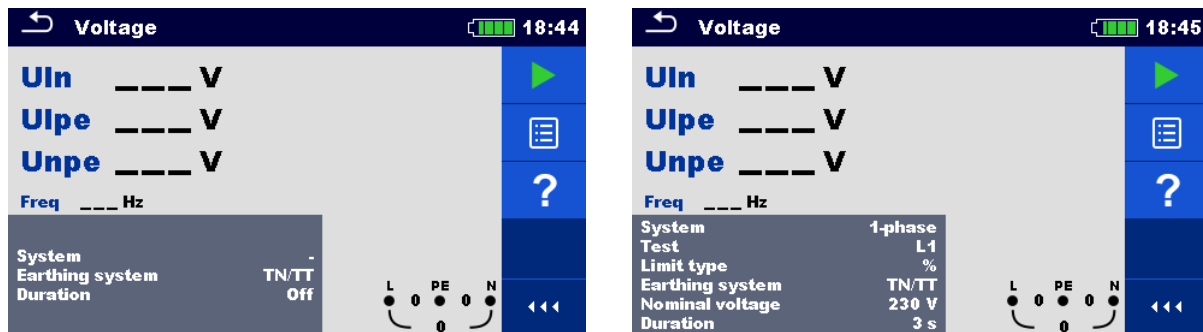 Voltage 18:44
Uln ___ V
Ulpe ___ V
Unpe ___ V
?
Freq ___ Hz
System -
Earthing system TN/TT
Duration Off
L PE N
0 0
0
Voltage 18:45
Uln ___ V
Ulpe ___ V
Unpe ___ V
?
Freq ___ Hz
System 1-phase
Test L1
Limit type %
Earthing system TN/TT
Nominal voltage 230 V
Duration 3 s
L PE N
0 0
0